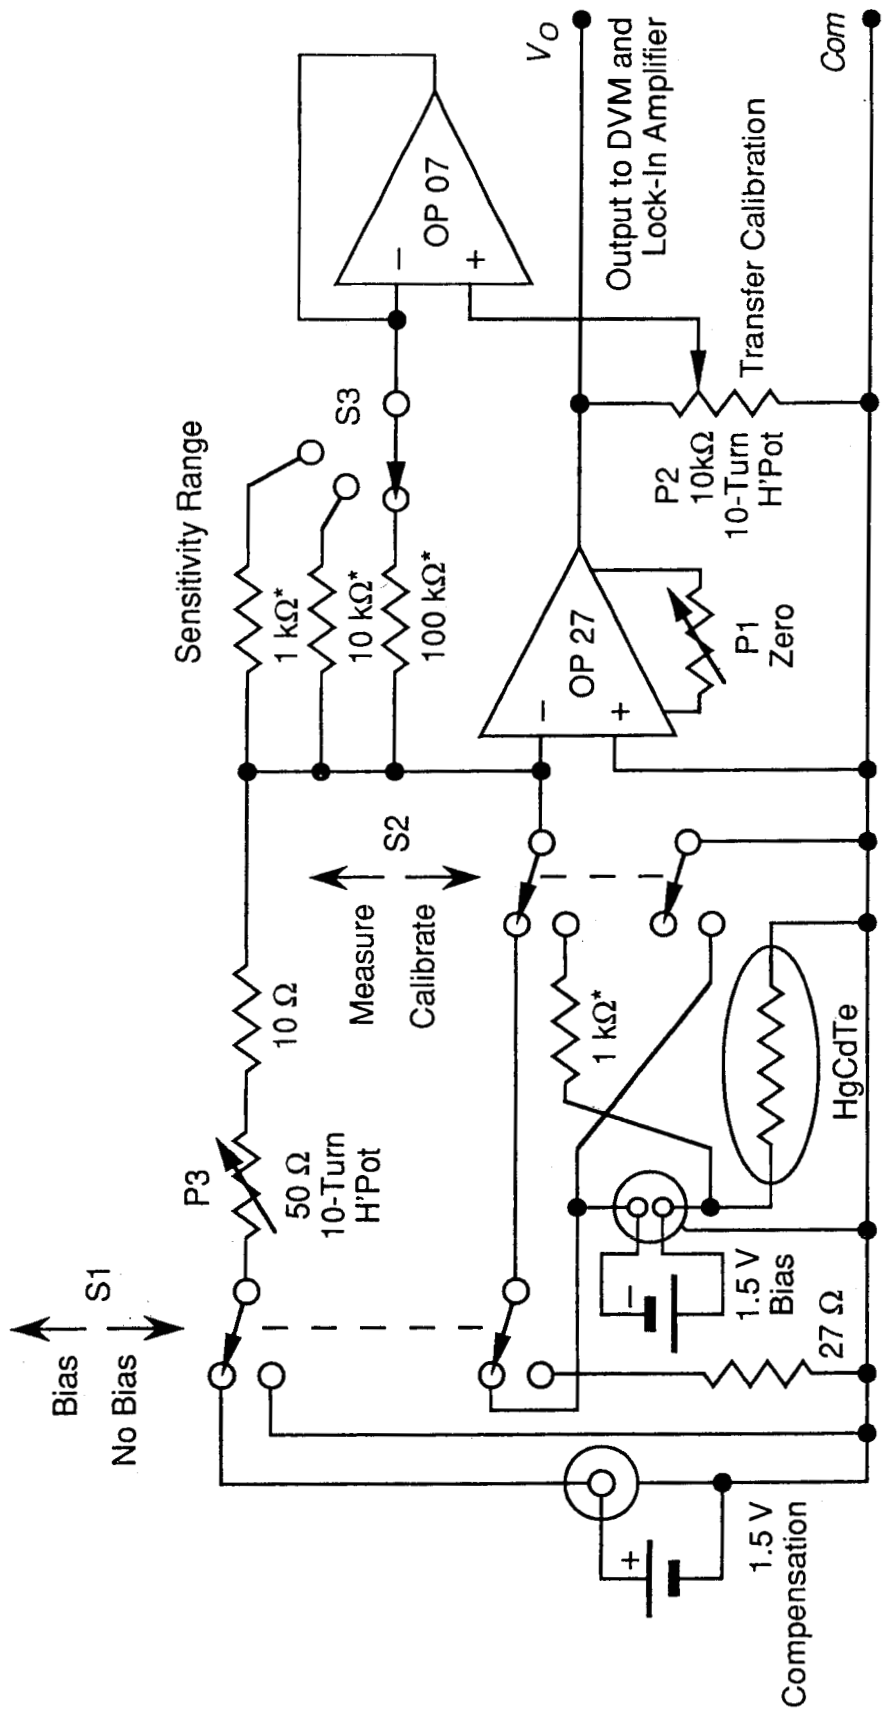 S1
Bias
No Bias
P3
50 Ω
10-Turn
H'Pot
10 Ω
Sensitivity Range
1 kΩ*
10 kΩ*
100 kΩ*
S3
OP 07
−
+
S2
Measure
Calibrate
1 kΩ*
OP 27
−
+
P1
Zero
P2
10kΩ
10-Turn
H'Pot
Transfer Calibration
Output to DVM and
Lock-In Amplifier
VO
Com
HgCdTe
−
1.5 V
Bias
27 Ω
+
1.5 V
Compensation